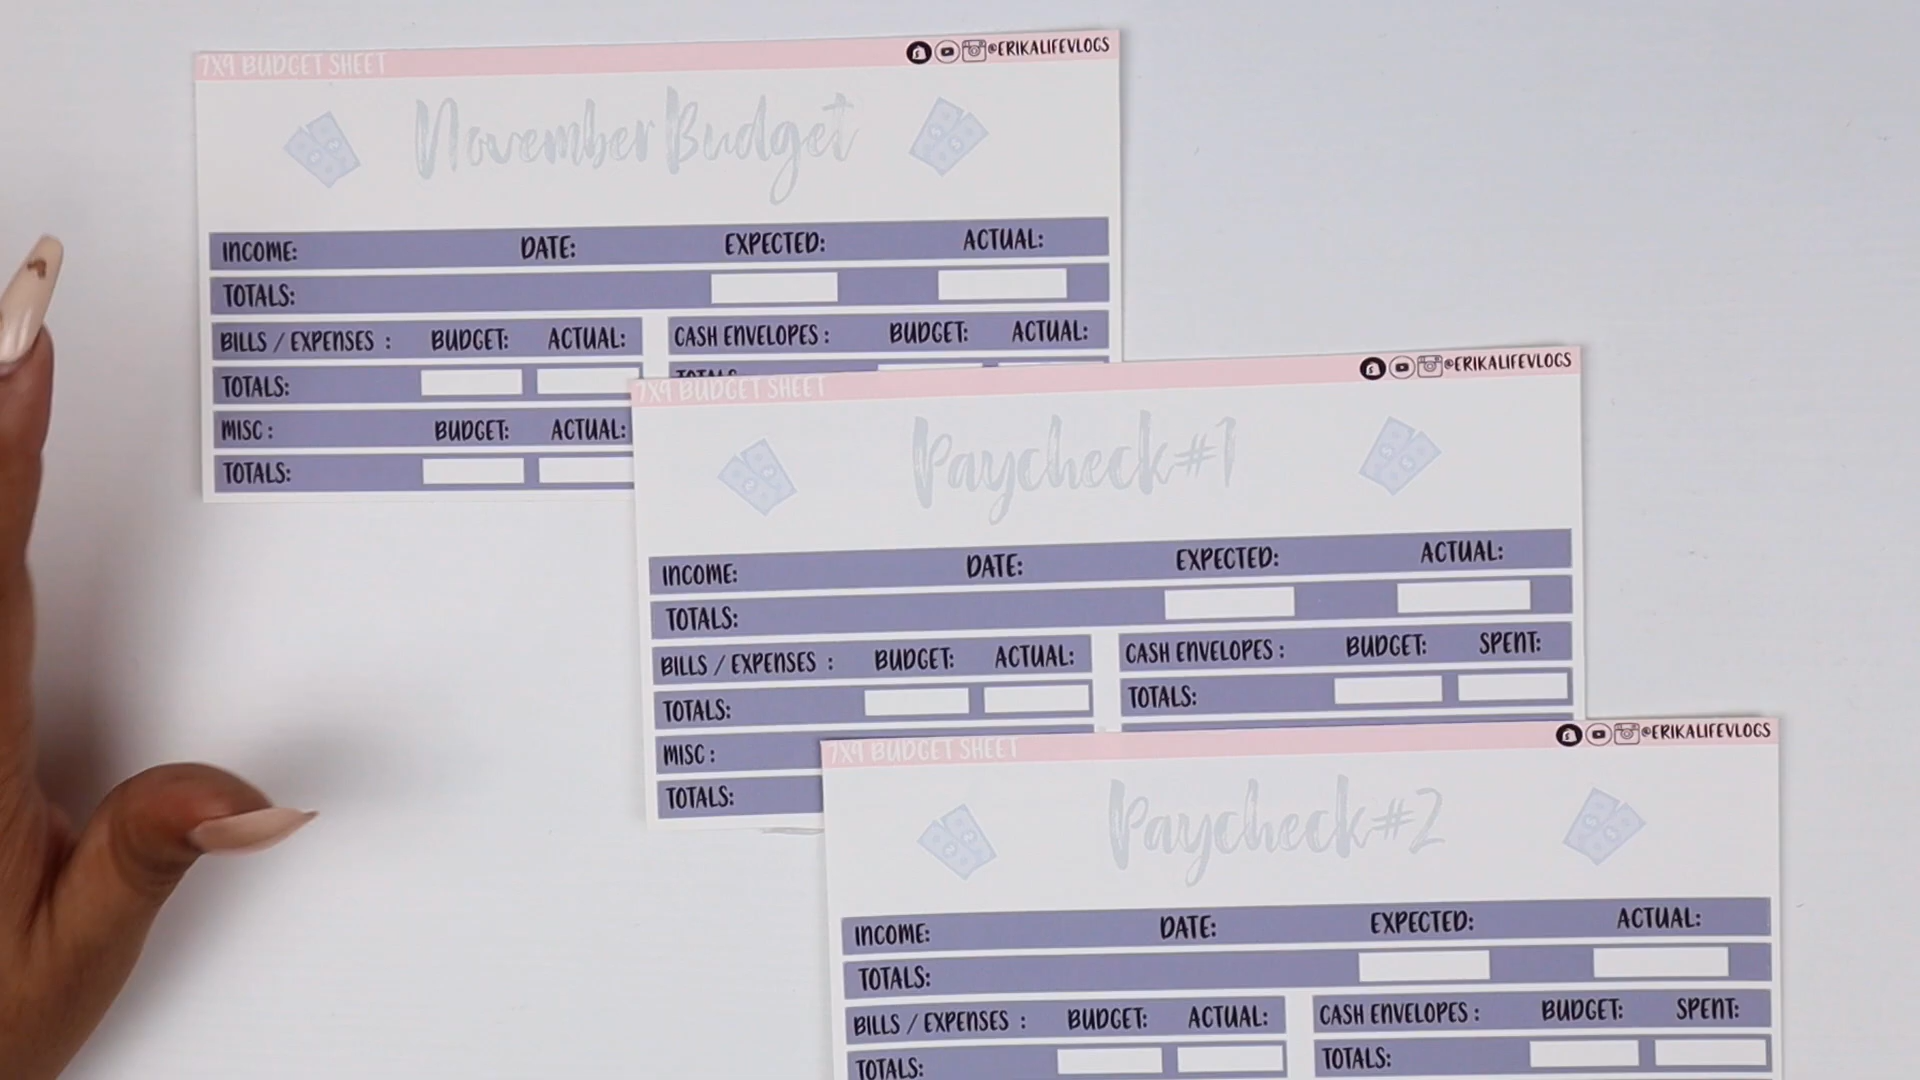 7X9 BUDGET SHEET @ERIKALIFEVLOGS
November Budget
INCOME: DATE: EXPECTED: ACTUAL:
TOTALS:
BILLS / EXPENSES : BUDGET: ACTUAL: CASH ENVELOPES : BUDGET: ACTUAL:
TOTALS: TOTALS
MISC : BUDGET: ACTUAL:
TOTALS:
7X9 BUDGET SHEET @ERIKALIFEVLOGS
Paycheck #1
INCOME: DATE: EXPECTED: ACTUAL:
TOTALS:
BILLS / EXPENSES : BUDGET: ACTUAL: CASH ENVELOPES : BUDGET: SPENT:
TOTALS: TOTALS:
MISC :
TOTALS:
7X9 BUDGET SHEET @ERIKALIFEVLOGS
Paycheck #2
INCOME: DATE: EXPECTED: ACTUAL:
TOTALS:
BILLS / EXPENSES : BUDGET: ACTUAL: CASH ENVELOPES : BUDGET: SPENT:
TOTALS: TOTALS: